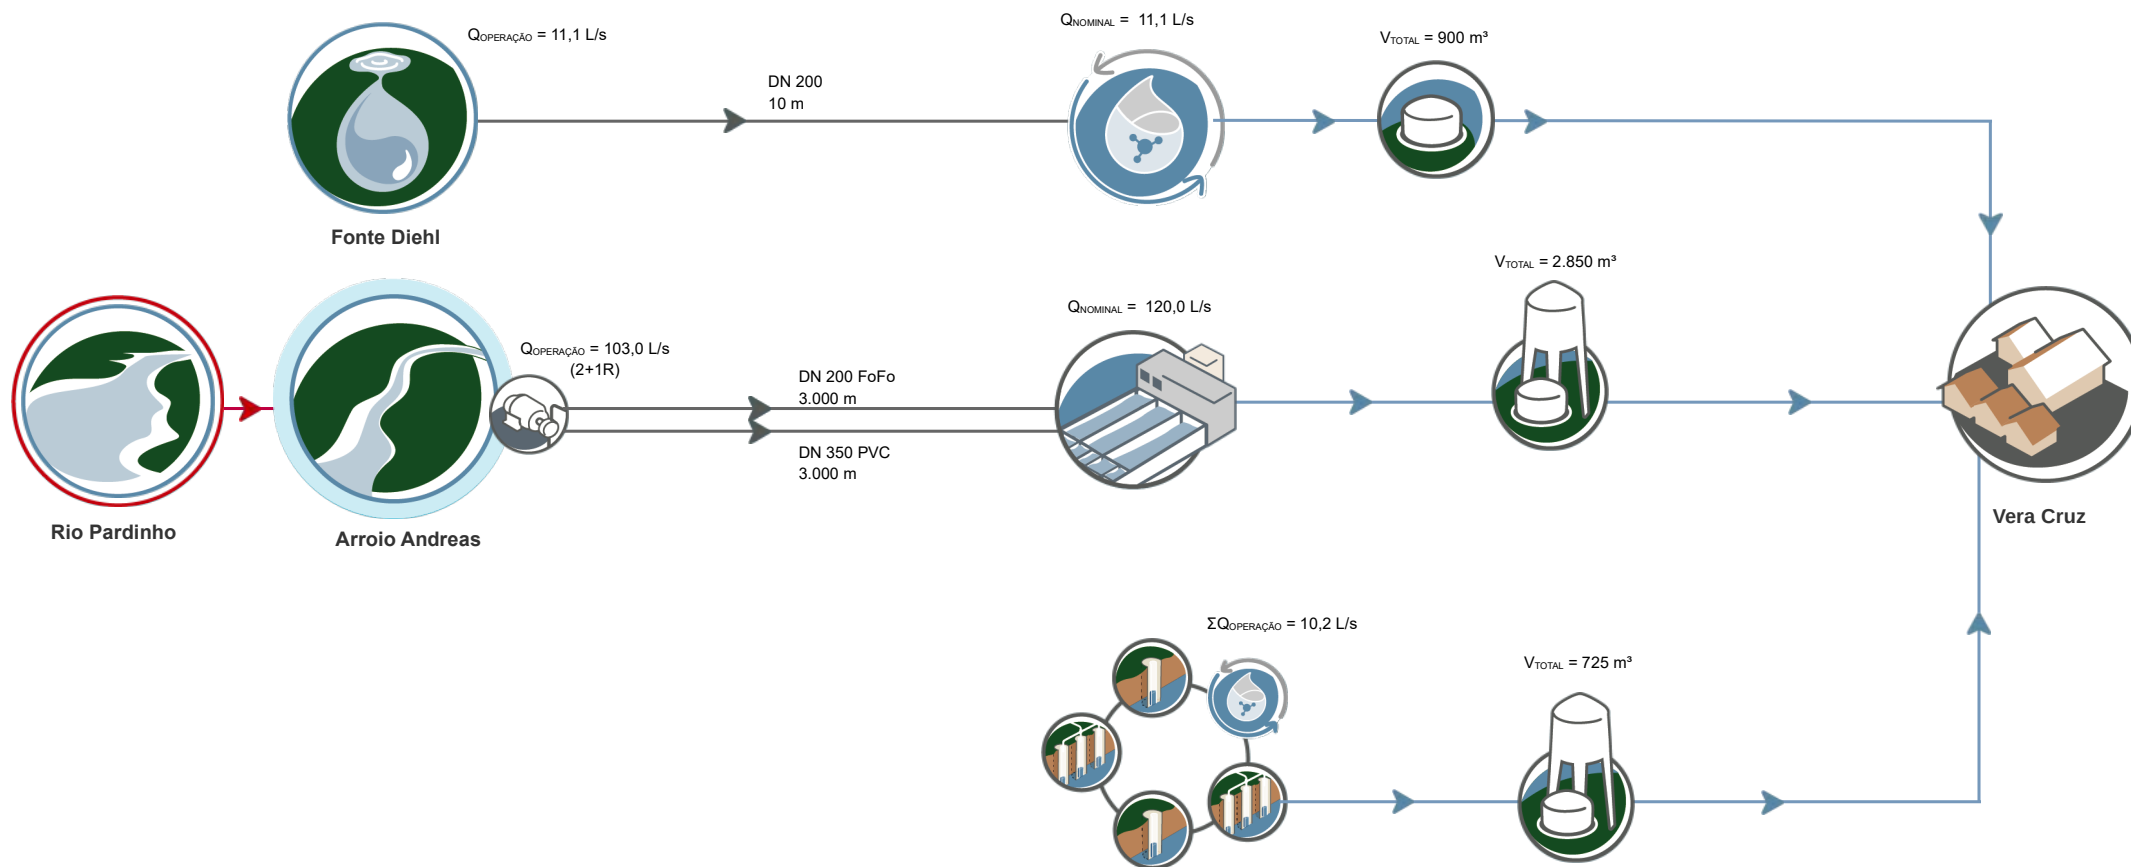 Q OPERAÇÃO = 11,1 L/s
QNOMINAL = 11,1 L/s
VTOTAL = 900 m³
DN 200
10 m
Fonte Diehl
VTOTAL = 2.850 m³
QNOMINAL = 120,0 L/s
QOPERAÇÃO = 103,0 L/s
(2+1R)
DN 200 FoFo
3.000 m
DN 350 PVC
3.000 m
Rio Pardinho
Arroio Andreas
Vera Cruz
ΣQOPERAÇÃO = 10,2 L/s
VTOTAL = 725 m³